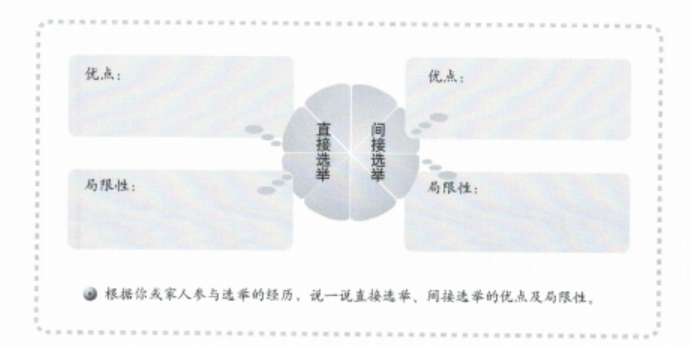 优点：
优点：
直接选举
间接选举
局限性：
局限性：
根据你或家人参与选举的经历，说一说直接选举、间接选举的优点及局限性。